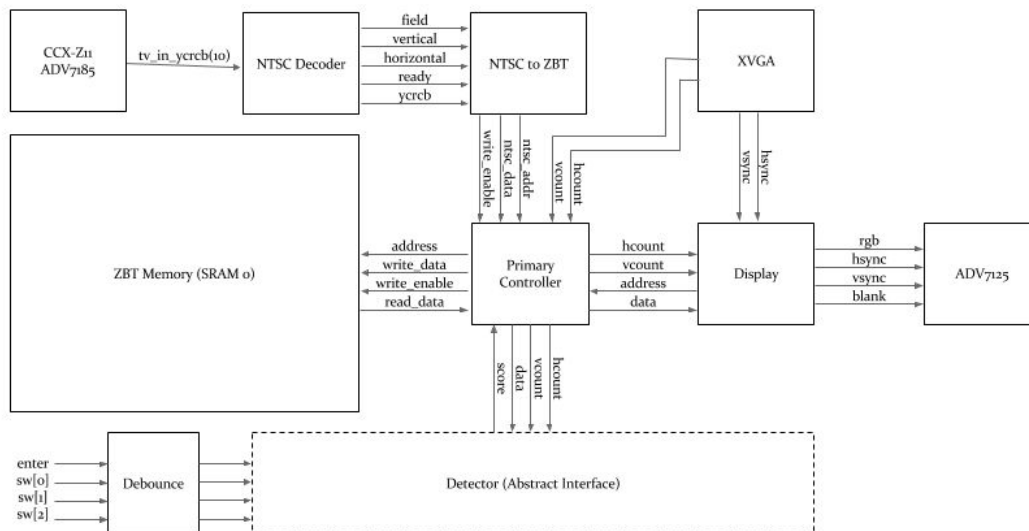 CCX-Z11
ADV7185
tv_in_ycrcb(10)
NTSC Decoder
field
vertical
horizontal
ready
ycrcb
NTSC to ZBT
XVGA
write_enable
ntsc_data
ntsc_addr
vcount
hcount
vsync
hsync
ZBT Memory (SRAM 0)
address
write_data
write_enable
read_data
Primary
Controller
hcount
vcount
address
data
Display
rgb
hsync
vsync
blank
ADV7125
score
data
vcount
hcount
enter
sw[0]
sw[1]
sw[2]
Debounce
Detector (Abstract Interface)